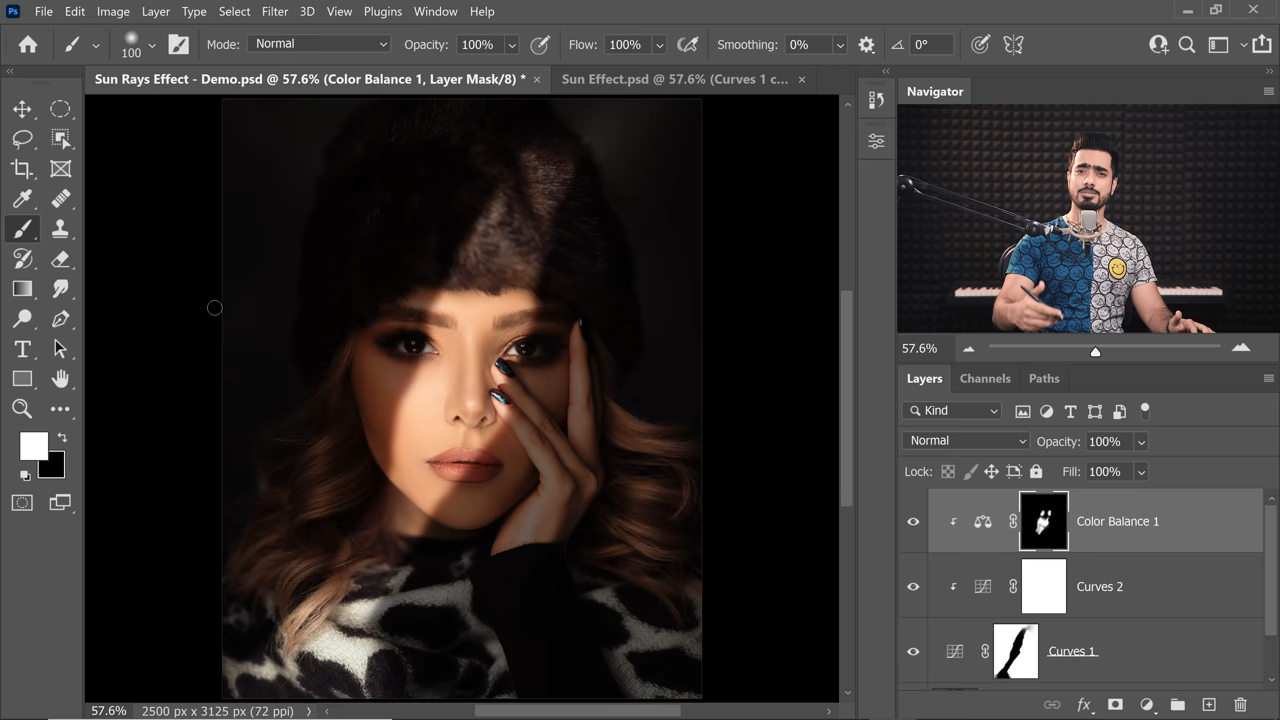 Ps File Edit Image Layer Type Select Filter 3D View Plugins Window Help
100 Mode: Normal Opacity: 100% Flow: 100% Smoothing: 0% 0°
Sun Rays Effect - Demo.psd @ 57.6% (Color Balance 1, Layer Mask/8) * × Sun Effect.psd @ 57.6% (Curves 1 c... ×
Navigator
57.6%
Layers Channels Paths
Kind
Normal Opacity: 100%
Lock: Fill: 100%
Color Balance 1
Curves 2
Curves 1
fx
57.6% 2500 px x 3125 px (72 ppi)